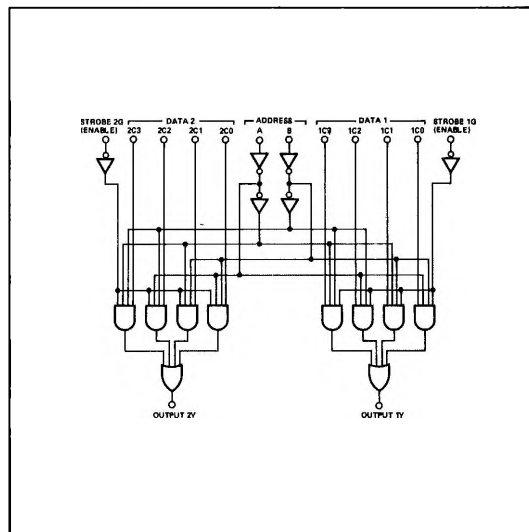 STROBE 2G
(ENABLE)
DATA 2
2C3 2C2 2C1 2C0
ADDRESS
A B
DATA 1
1C3 1C2 1C1 1C0
STROBE 1G
(ENABLE)
OUTPUT 2Y
OUTPUT 1Y